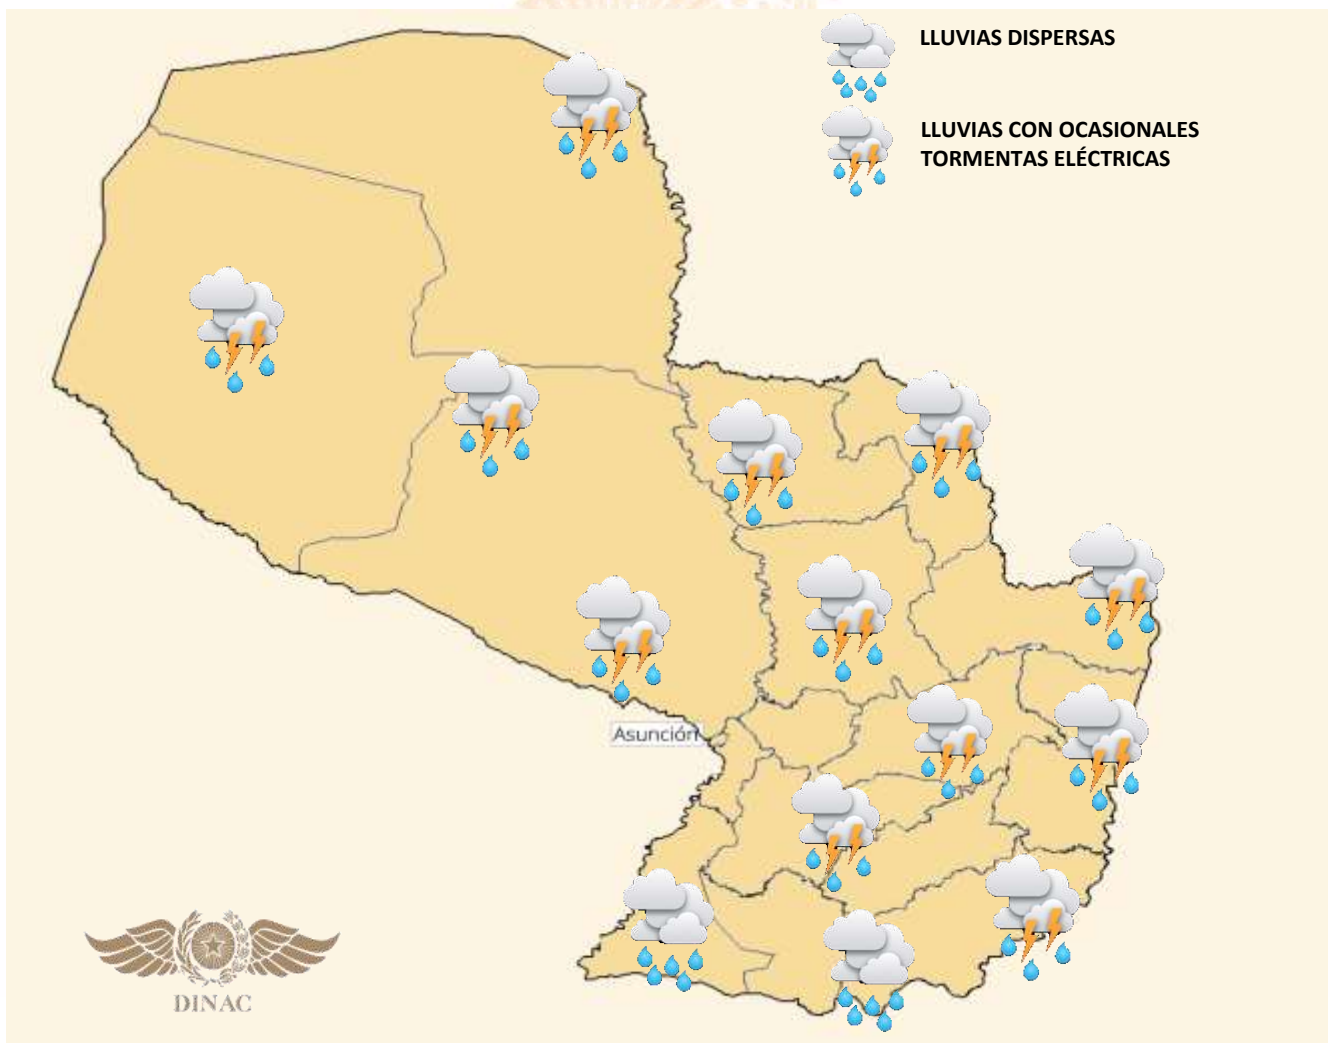 LLUVIAS DISPERSAS
LLUVIAS CON OCASIONALES
TORMENTAS ELÉCTRICAS
Asunción
DINAC